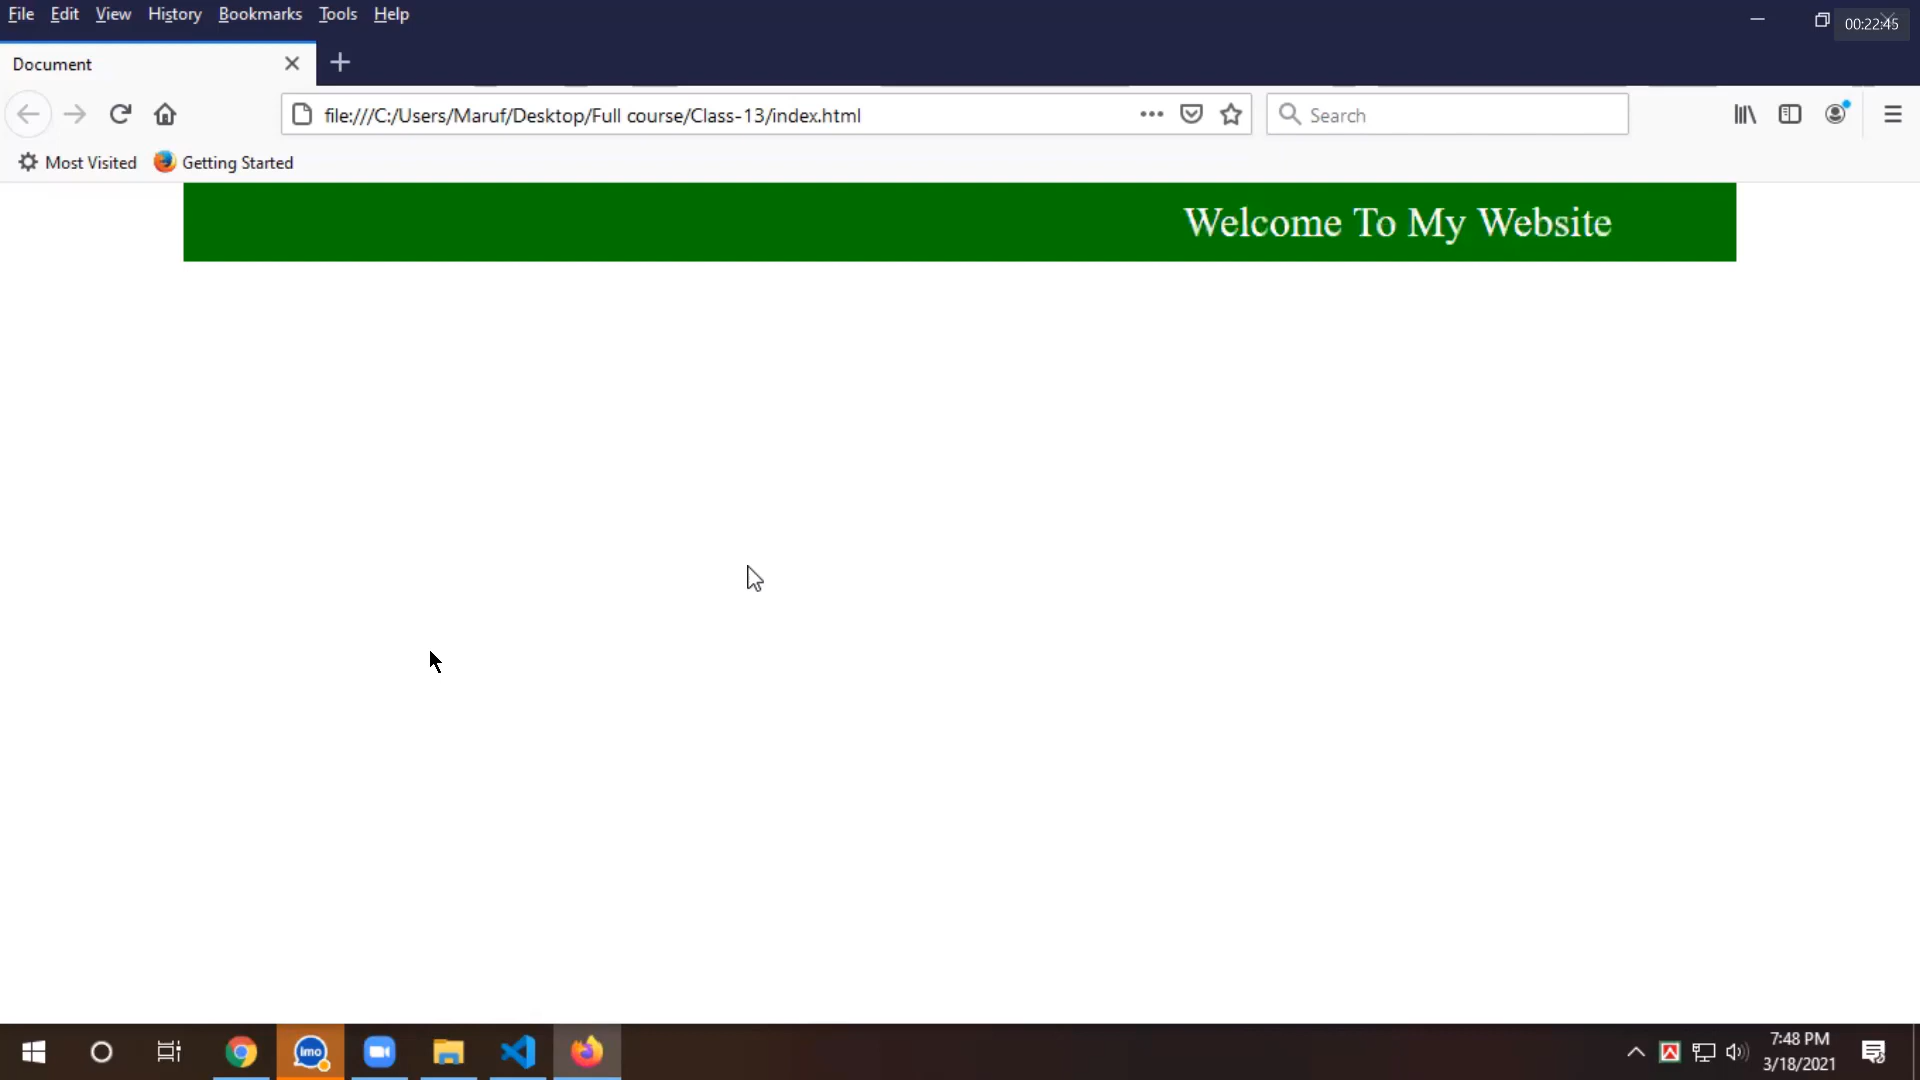 File Edit View History Bookmarks Tools Help
00:22:45
Document
file:///C:/Users/Maruf/Desktop/Full course/Class-13/index.html
Search
Most Visited Getting Started
Welcome To My Website
imo
7:48 PM
3/18/2021